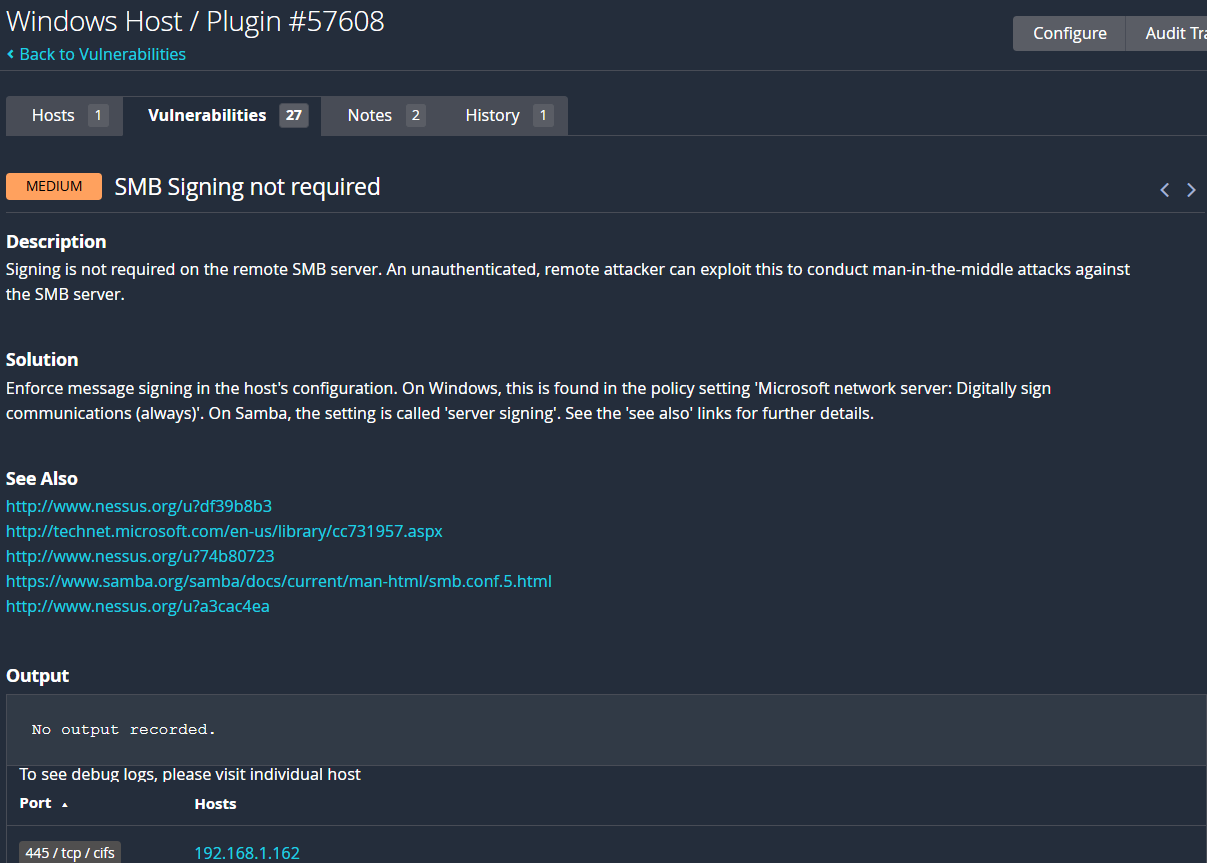 Windows Host / Plugin #57608
Configure
Audit Tra
Back to Vulnerabilities
Hosts 1
Vulnerabilities 27
Notes 2
History 1
MEDIUM
SMB Signing not required
Description
Signing is not required on the remote SMB server. An unauthenticated, remote attacker can exploit this to conduct man-in-the-middle attacks against
the SMB server.
Solution
Enforce message signing in the host's configuration. On Windows, this is found in the policy setting 'Microsoft network server: Digitally sign
communications (always)'. On Samba, the setting is called 'server signing'. See the 'see also' links for further details.
See Also
http://www.nessus.org/u?df39b8b3
http://technet.microsoft.com/en-us/library/cc731957.aspx
http://www.nessus.org/u?74b80723
https://www.samba.org/samba/docs/current/man-html/smb.conf.5.html
http://www.nessus.org/u?a3cac4ea
Output
No output recorded.
To see debug logs, please visit individual host
Port Hosts
445 / tcp / cifs 192.168.1.162